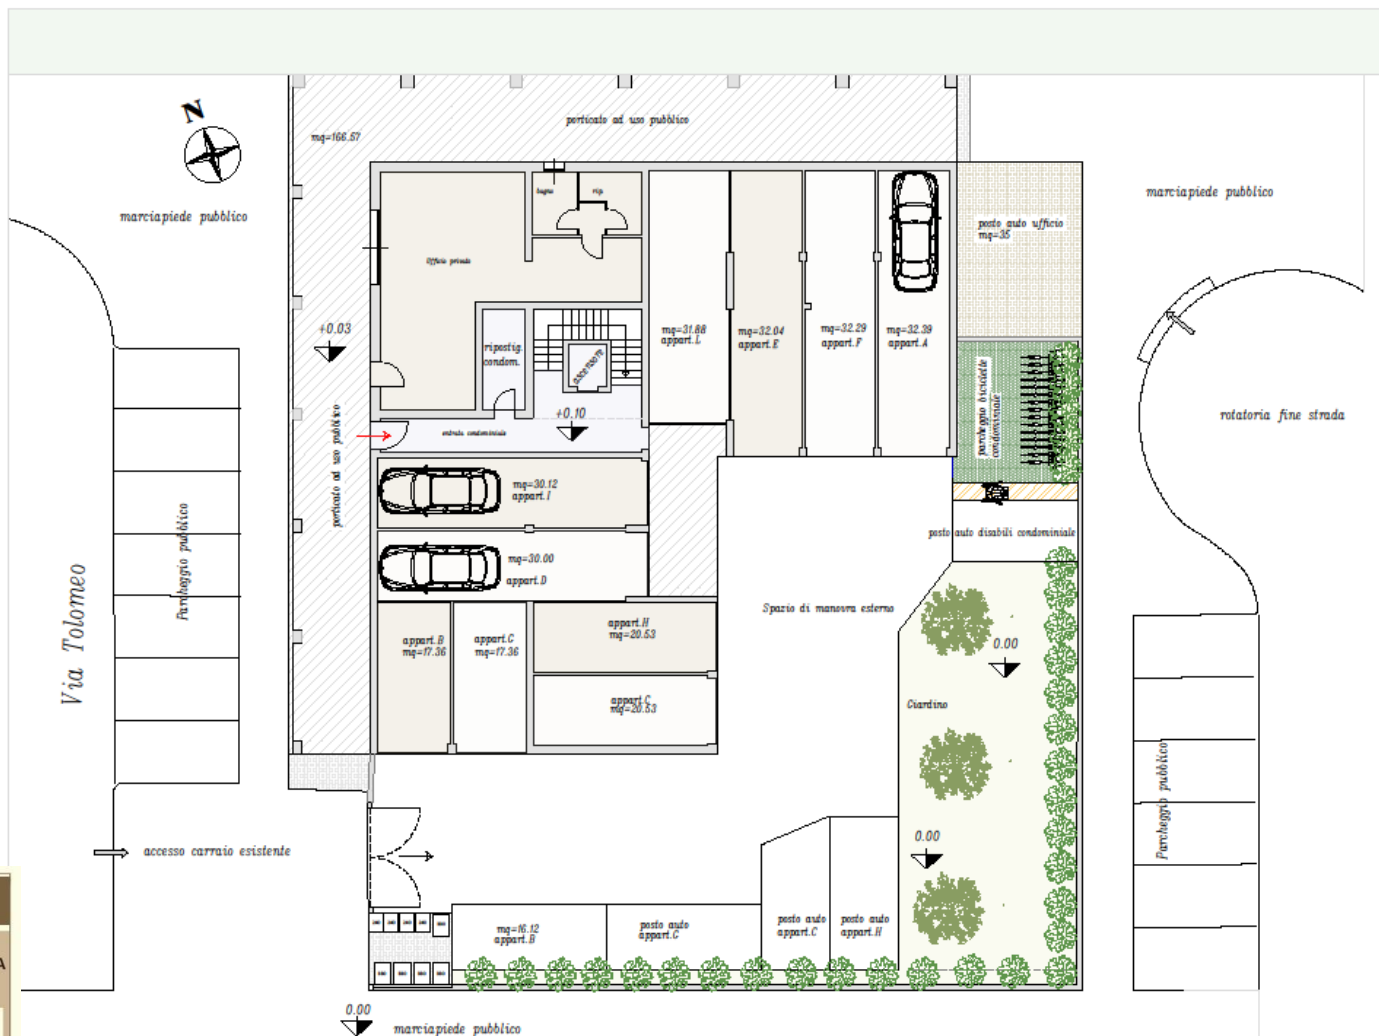 porticato ad uso pubblico
mq=166.57
N
marciapiede pubblico
marciapiede pubblico
bagno
rip.
posto auto ufficio
mq=35
Ufficio privato
+0.03
mq=31.88
appart.L
mq=32.04
appart.E
mq=32.29
appart.F
mq=32.39
appart.A
ripostig.
condom.
ascensore
parcheggio biciclette
condominiale
+0.10
rotatoria fine strada
entrata condominiale
porticato ad uso pubblico
mq=30.12
appart.I
Parcheggio pubblico
posto auto disabili condominiale
mq=30.00
appart.D
Via Tolomeo
Spazio di manovra esterno
appart.B
mq=17.36
appart.C
mq=17.36
appart.H
mq=20.53
0.00
appart.C
mq=20.53
Giardino
Parcheggio pubblico
0.00
accesso carraio esistente
mq=16.12
appart.B
posto auto
appart.C
posto auto
appart.C
posto auto
appart.H
A
0.00
marciapiede pubblico